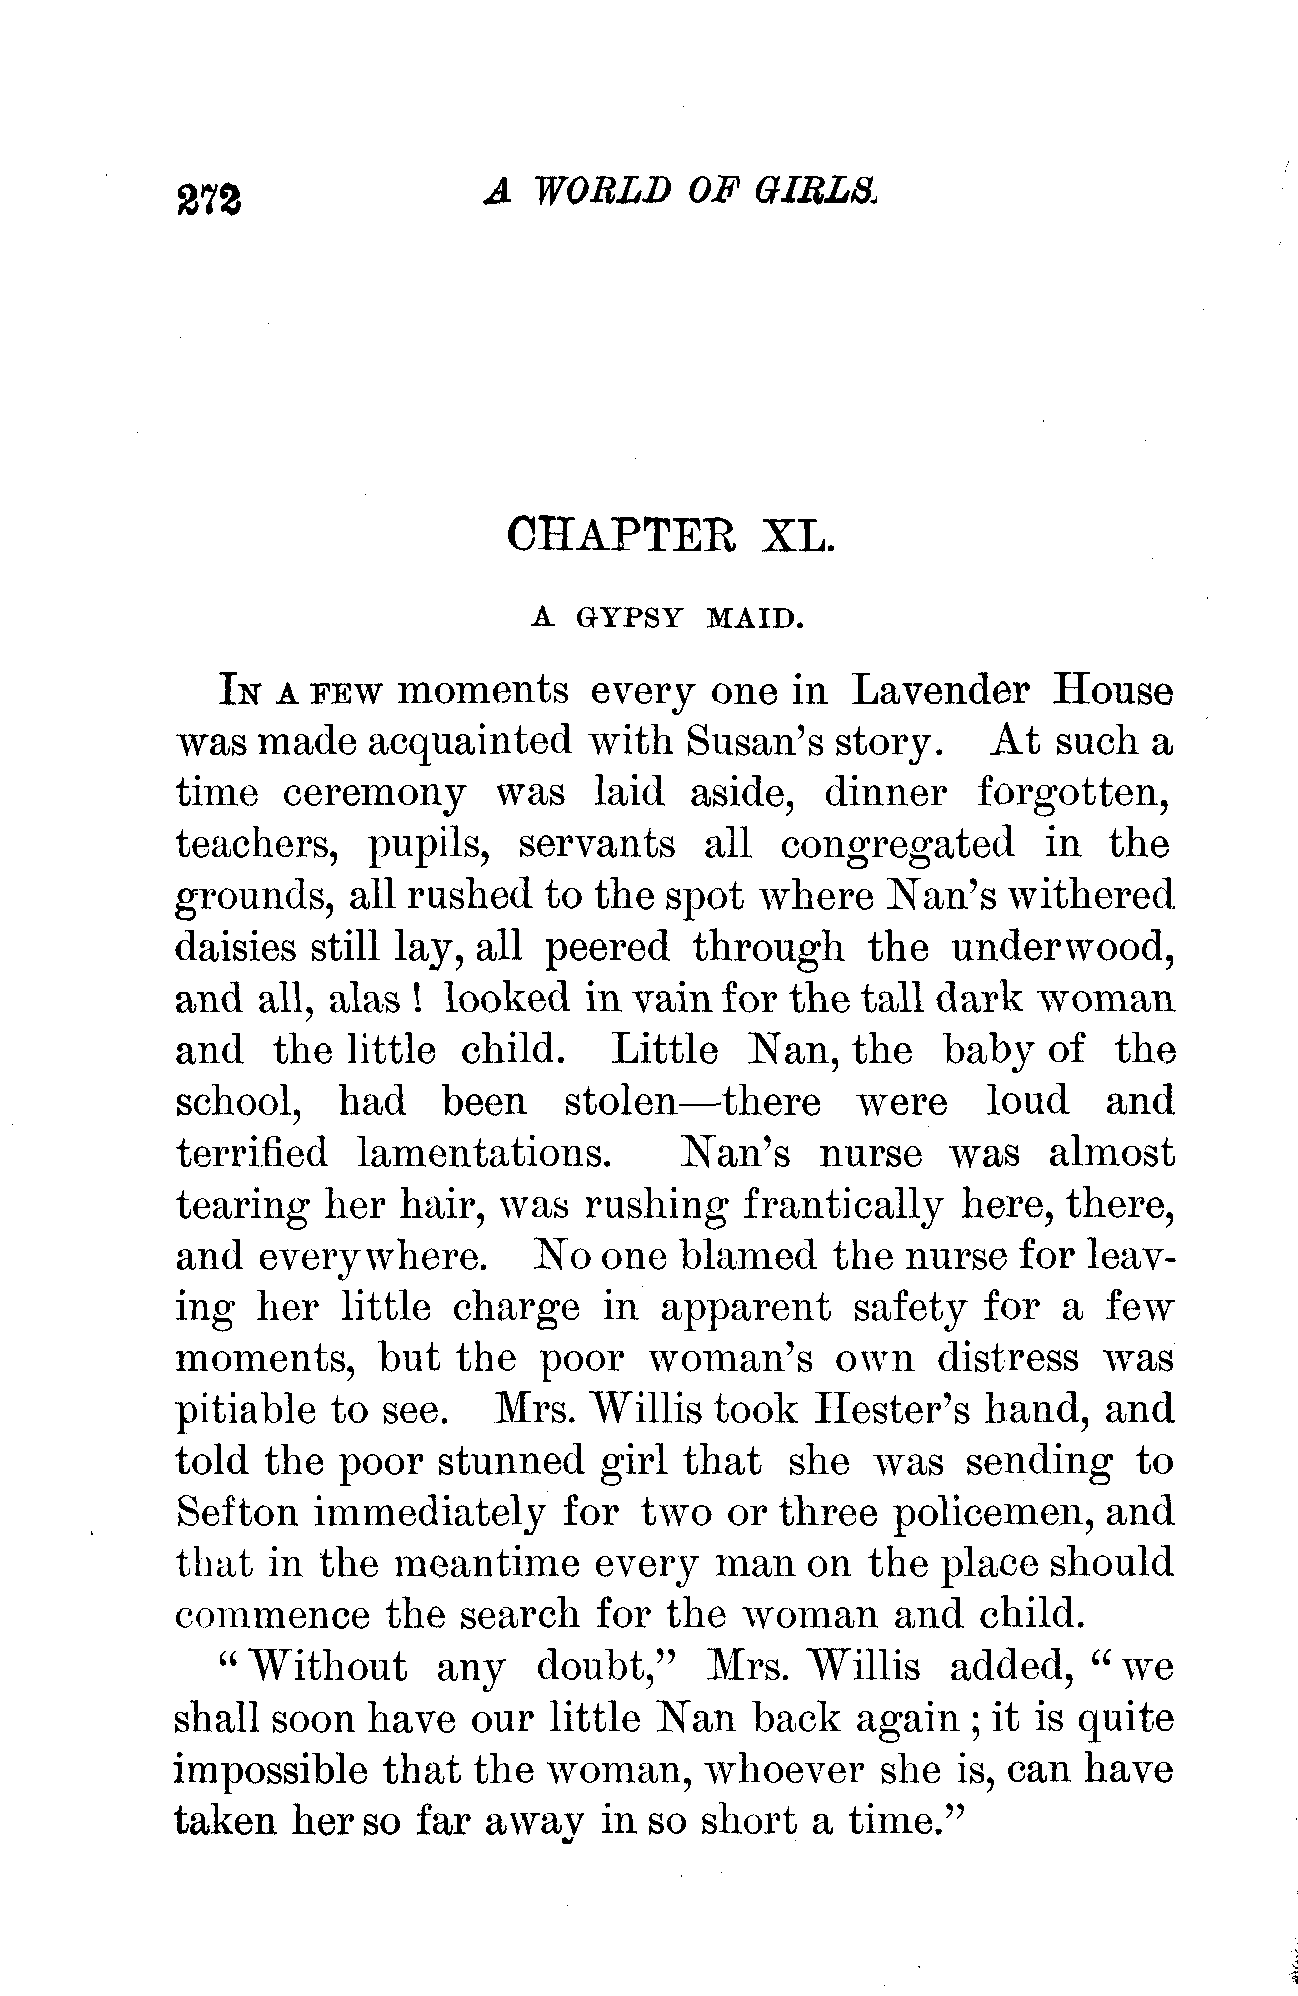 272 A WORLD OF GIRLS.
CHAPTER XL.
A GYPSY MAID.
IN A FEW moments every one in Lavender House
was made acquainted with Susan's story. At such a
time ceremony was laid aside, dinner forgotten,
teachers, pupils, servants all congregated in the
grounds, all rushed to the spot where Nan's withered
daisies still lay, all peered through the underwood,
and all, alas ! looked in vain for the tall dark woman
and the little child. Little Nan, the baby of the
school, had been stolen—there were loud and
terrified lamentations. Nan's nurse was almost
tearing her hair, was rushing frantically here, there,
and everywhere. No one blamed the nurse for leav-
ing her little charge in apparent safety for a few
moments, but the poor woman's own distress was
pitiable to see. Mrs. Willis took Hester's hand, and
told the poor stunned girl that she was sending to
Sefton immediately for two or three policemen, and
that in the meantime every man on the place should
commence the search for the woman and child.
“ Without any doubt,” Mrs. Willis added, “ we
shall soon have our little Nan back again ; it is quite
impossible that the woman, whoever she is, can have
taken her so far away in so short a time.”